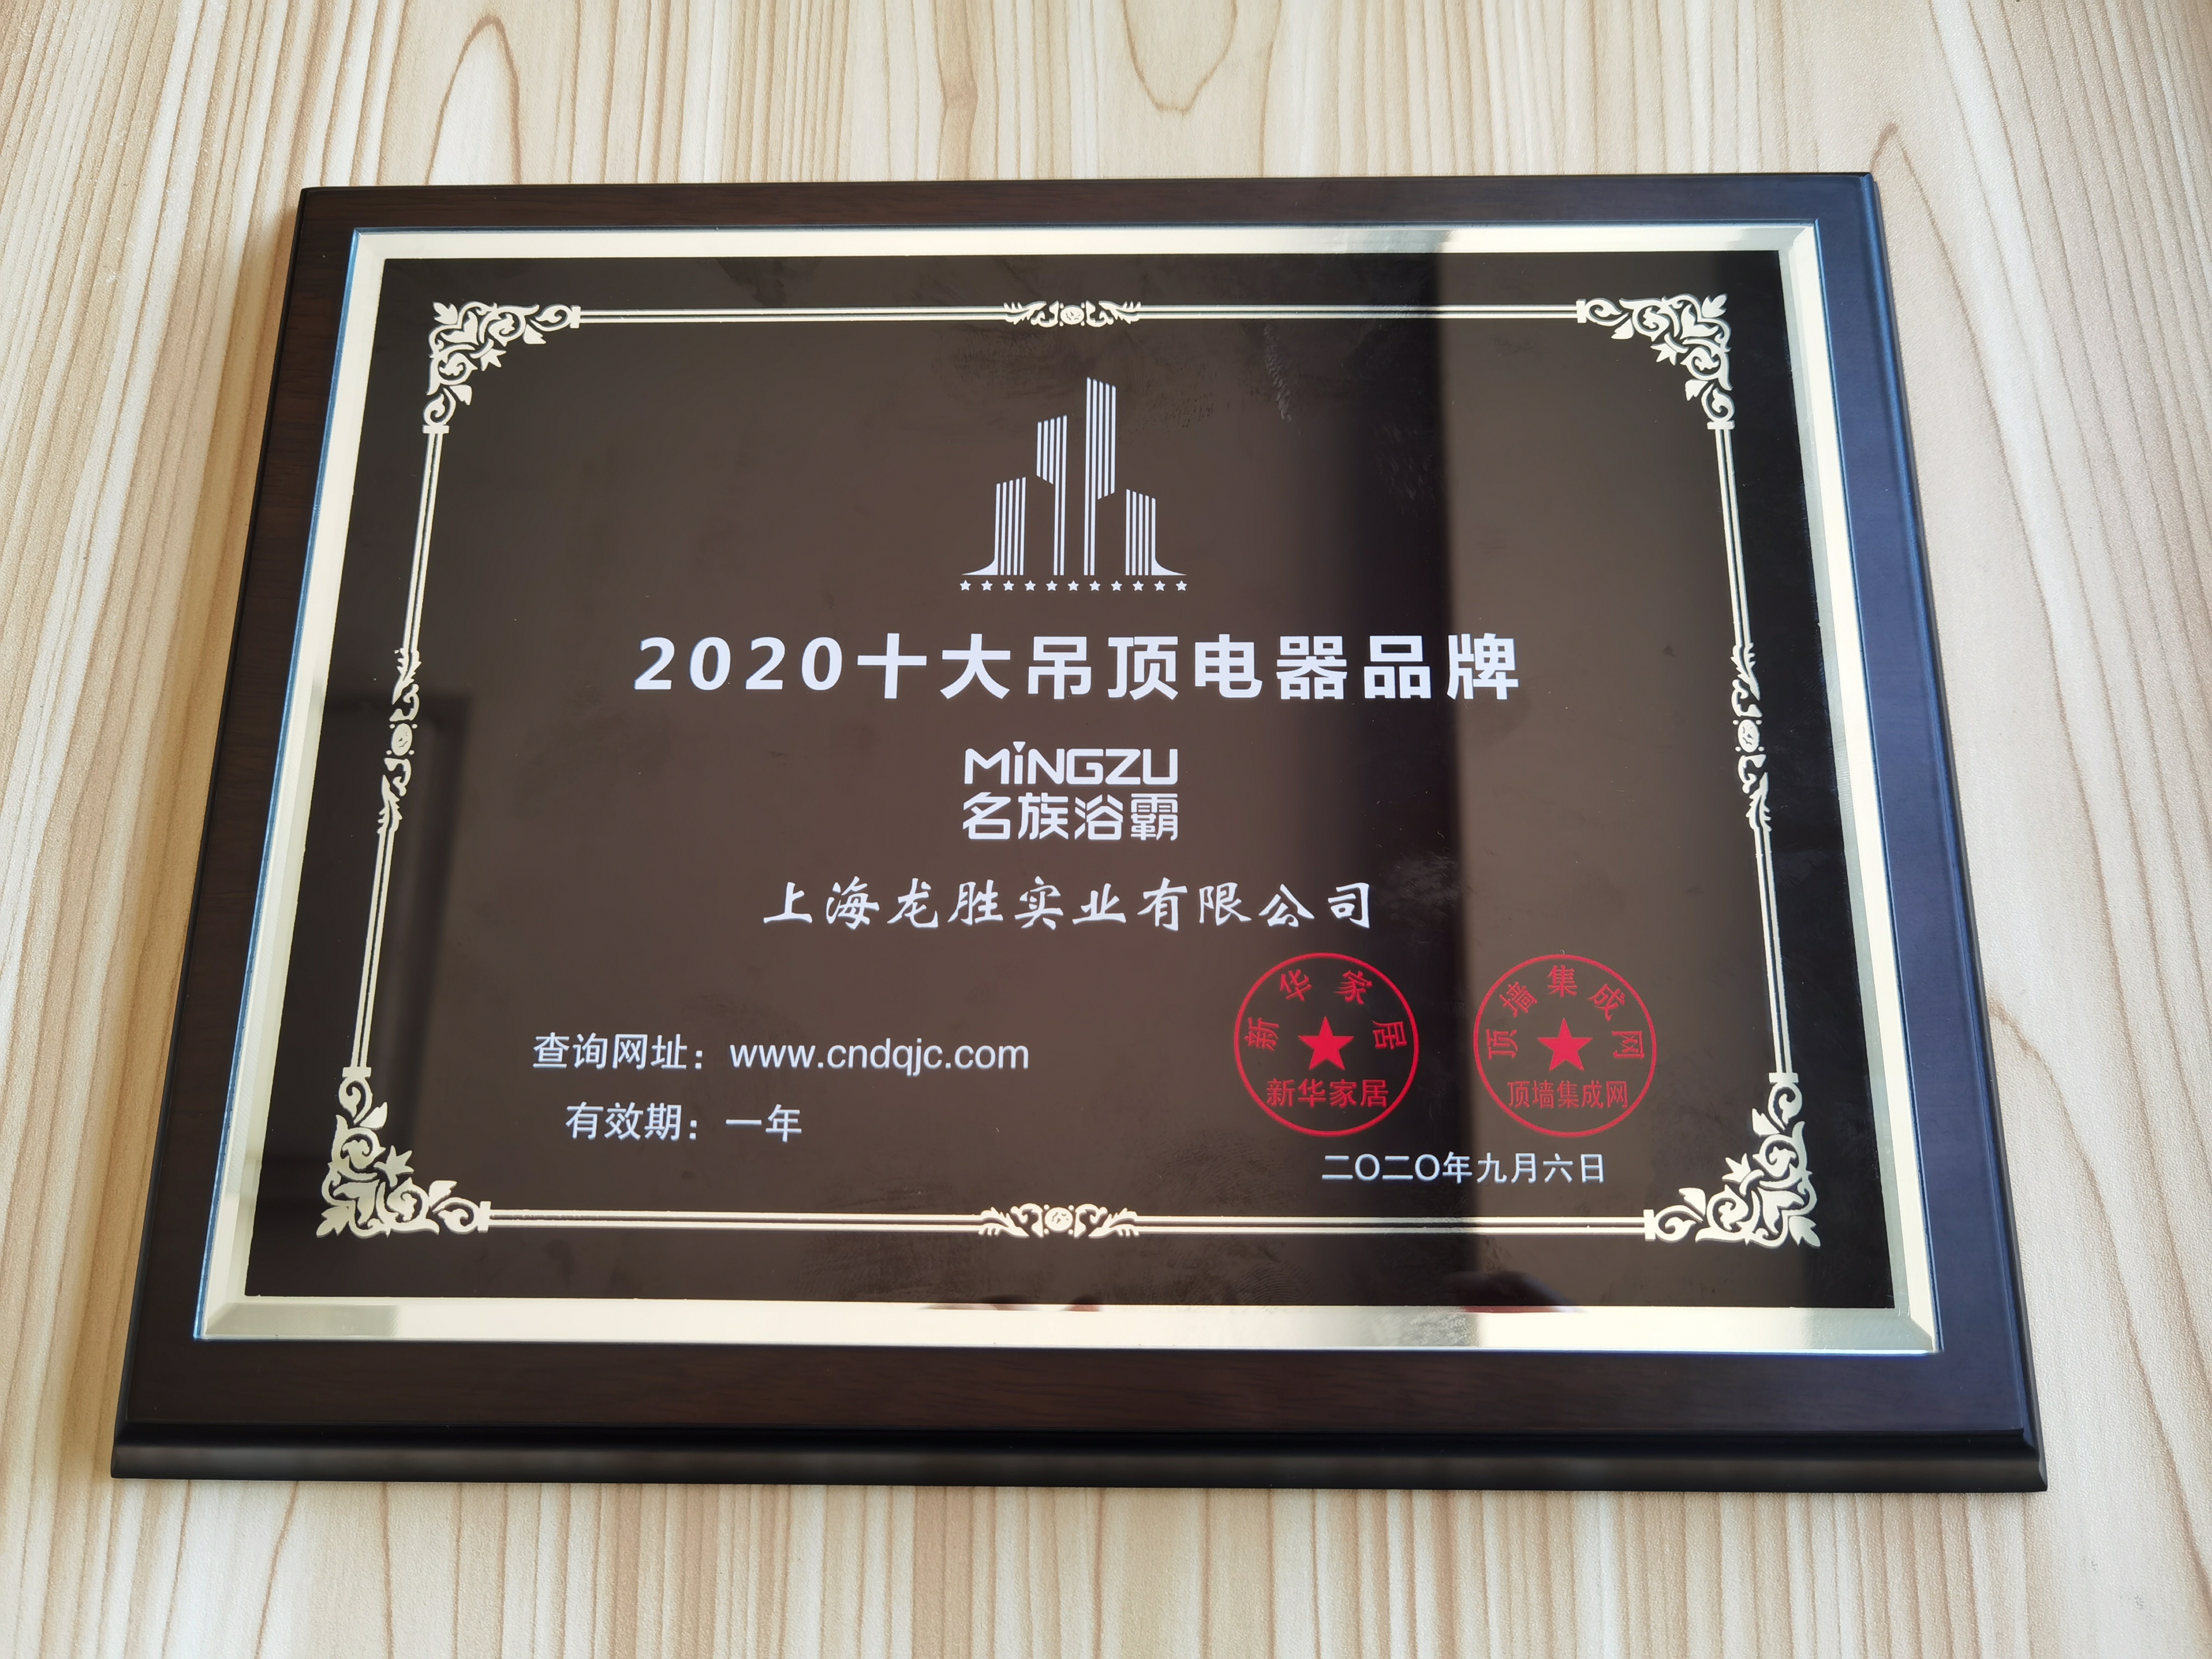 2020十大吊顶电器品牌
MiNGZU
名族浴霸
上海龙胜实业有限公司
查询网址：www.cndqjc.com
有效期：一年
新华家居
新华家居
顶墙集成网
顶墙集成网
二〇二〇年九月六日